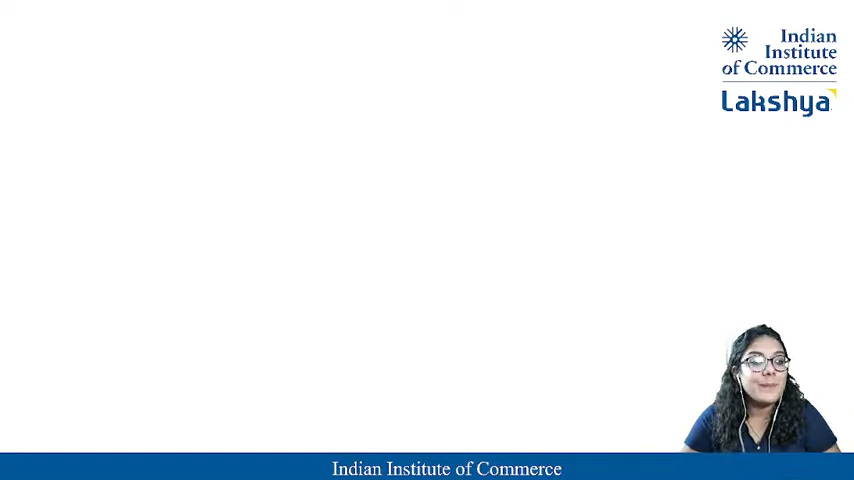 Indian
Institute
of Commerce
Lakshya
Indian Institute of Commerce